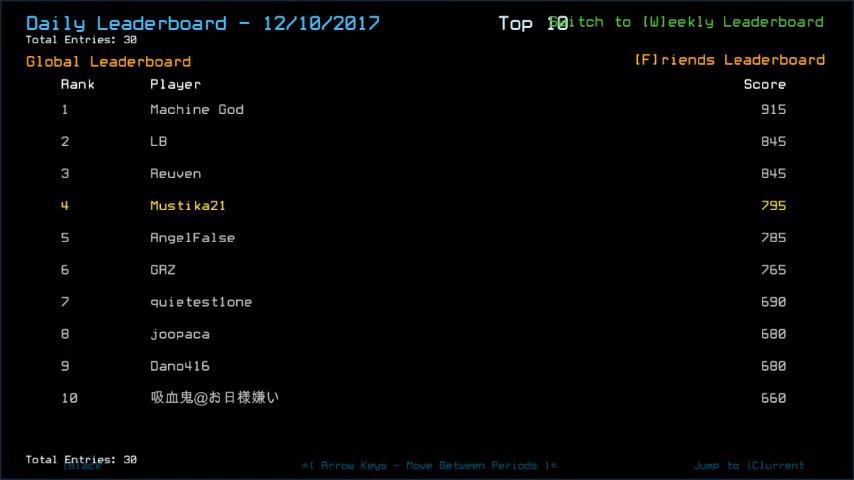 Daily Leaderboard - 12/10/2017 Top 10 Switch to [W]eekly Leaderboard
Total Entries: 30
Global Leaderboard [F]riends Leaderboard
Rank Player Score
1 Machine God 915
2 LB 845
3 Reuven 845
4 Mustika21 795
5 AngelFalse 785
6 GRZ 765
7 quietest1one 690
8 joopaca 680
9 Dano416 680
10 吸血鬼@お日様嫌い 660
Total Entries: 30
[B]ack =[ Arrow Keys - Move Between Periods ]= Jump to [C]urrent